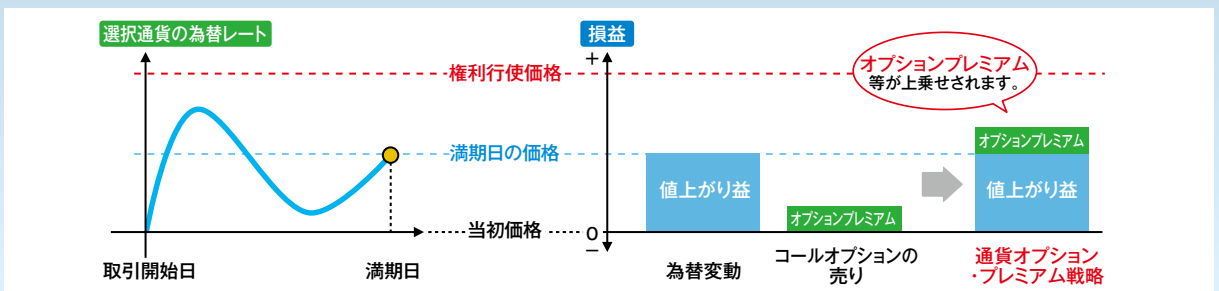 選択通貨の為替レート
権利行使価格
満期日の価格
当初価格
取引開始日
満期日
損益
+
0
−
オプションプレミアム
等が上乗せされます。
値上がり益
オプションプレミアム
オプションプレミアム
値上がり益
為替変動
コールオプションの
売り
通貨オプション
・プレミアム戦略